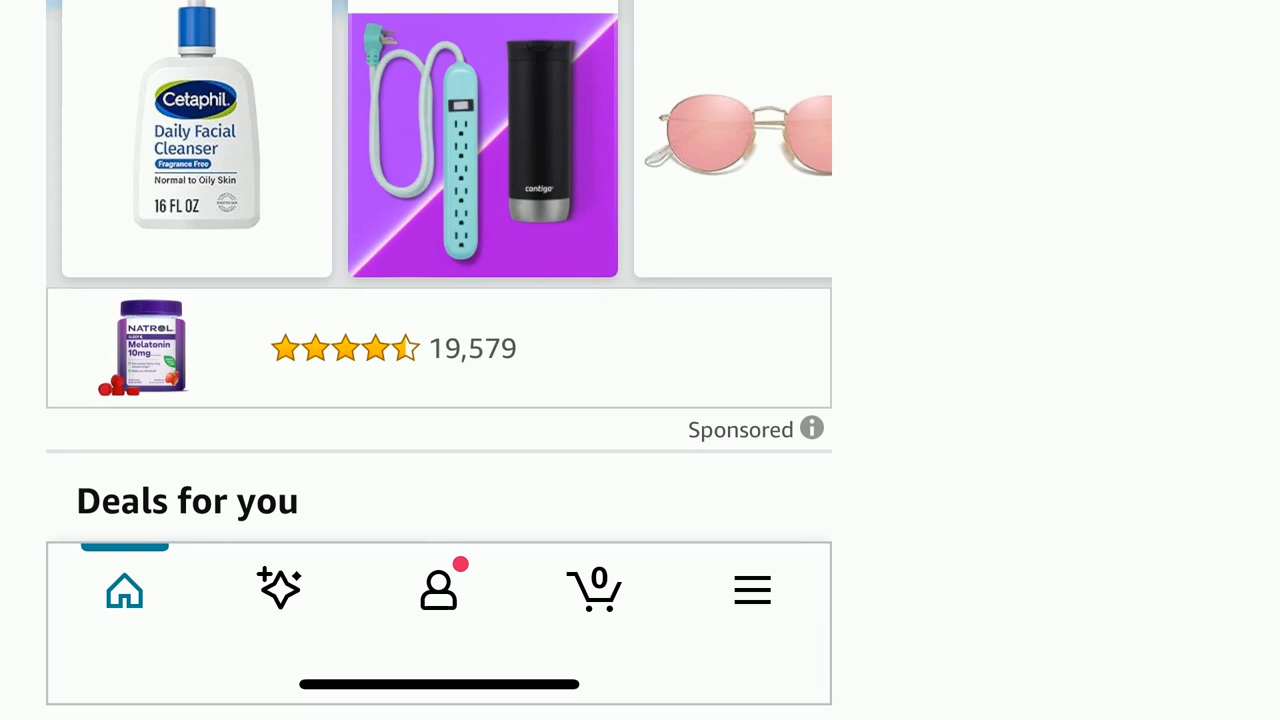 Cetaphil.
Daily Facial
Cleanser
Fragrance Free
Normal to Oily Skin
16 FL OZ
contigo
NATROL
Melatonin
10mg
19,579
Sponsored
Deals for you
0